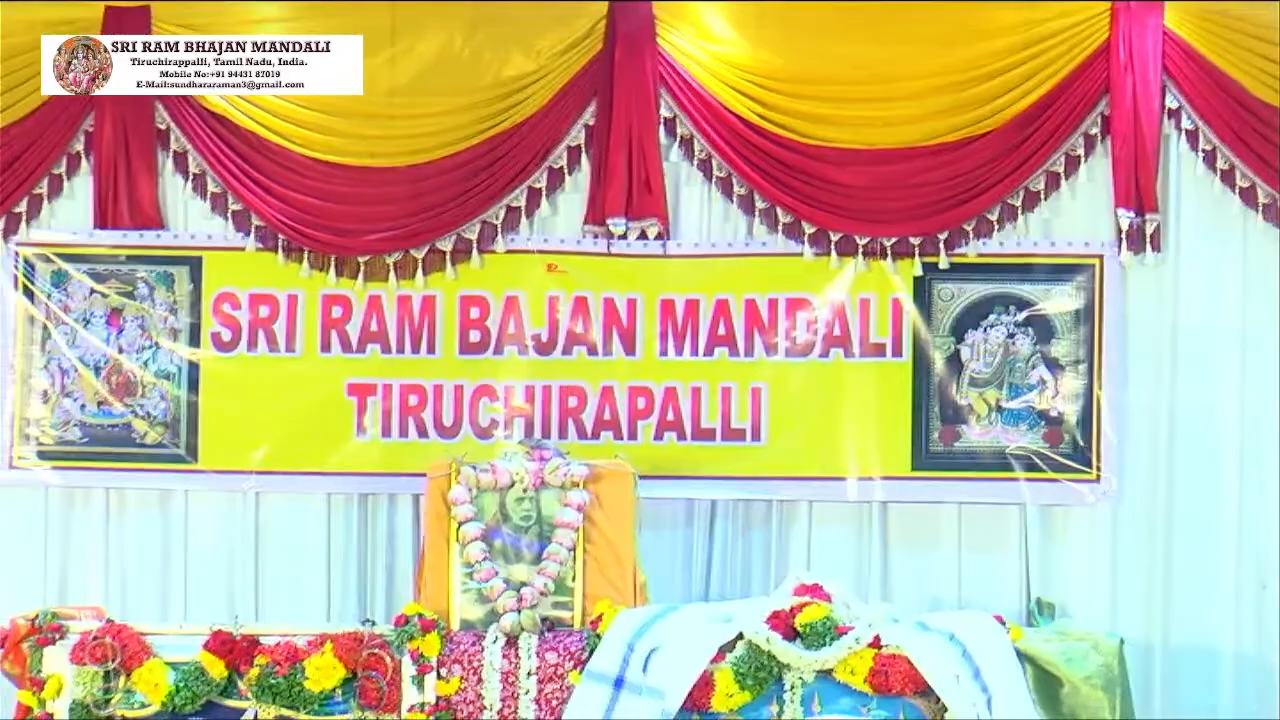 SRI RAM BHAJAN MANDALI
Tiruchirappalli, Tamil Nadu, India.
Mobile No:+91 94431 87019
E-Mail:sundhararaman3@gmail.com
SRI RAM BAJAN MANDALI
TIRUCHIRAPALLI